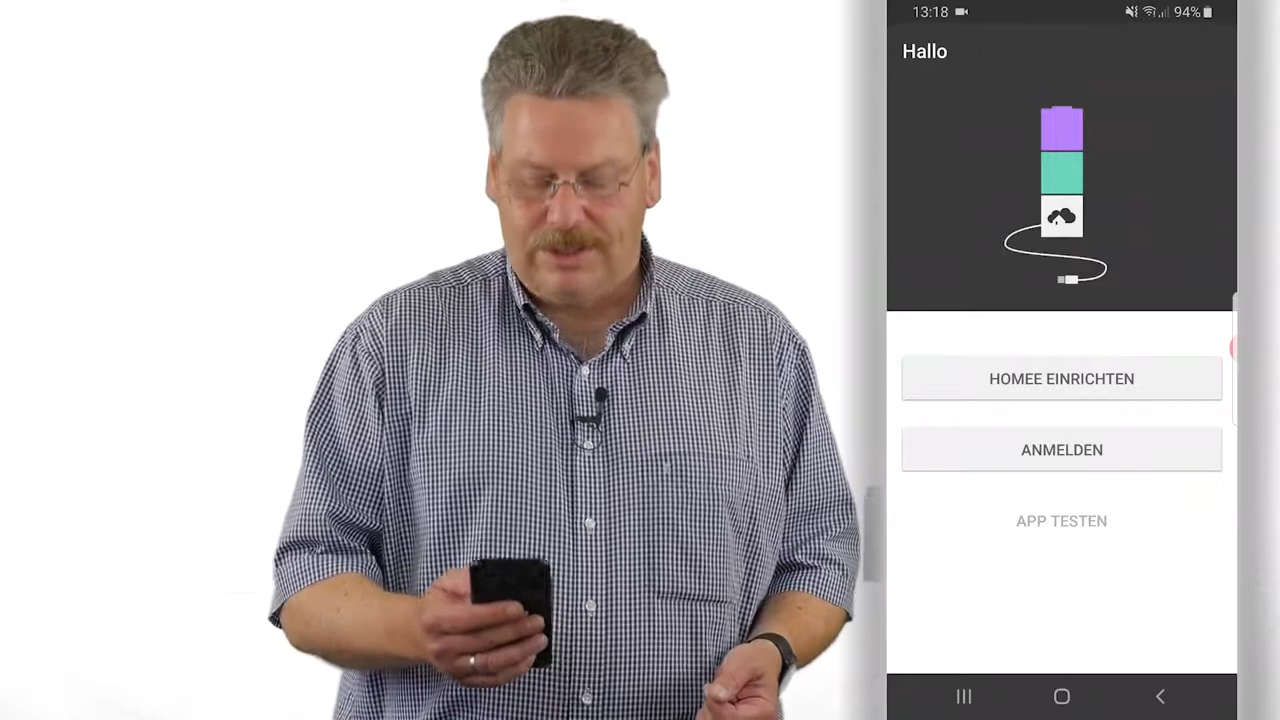 13:18
94%
Hallo
HOMEE EINRICHTEN
ANMELDEN
APP TESTEN